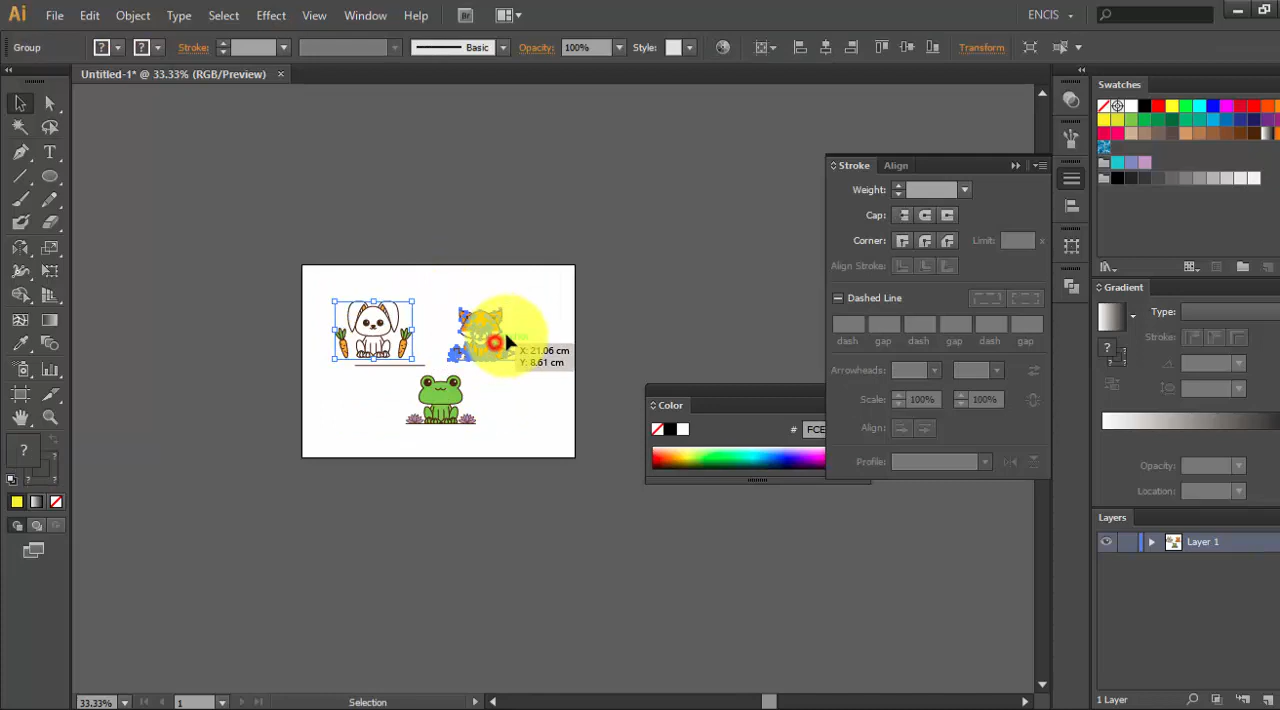 Ai File Edit Object Type Select Effect View Window Help Br ENCIS
Group Stroke: Basic Opacity: 100% Style: Transform
Untitled-1* @ 33.33% (RGB/Preview) ×
Swatches
Stroke Align
Weight:
Cap:
Corner: Limit: x
Align Stroke:
Dashed Line
dash gap dash gap dash gap
Arrowheads:
Scale: 100% 100%
Align:
Profile:
X: 21.06 cm
Y: 8.61 cm
Color
# FCE
Gradient
Type:
Stroke:
Opacity:
Location:
Layers
Layer 1
1 Layer
33.33% 1 Selection